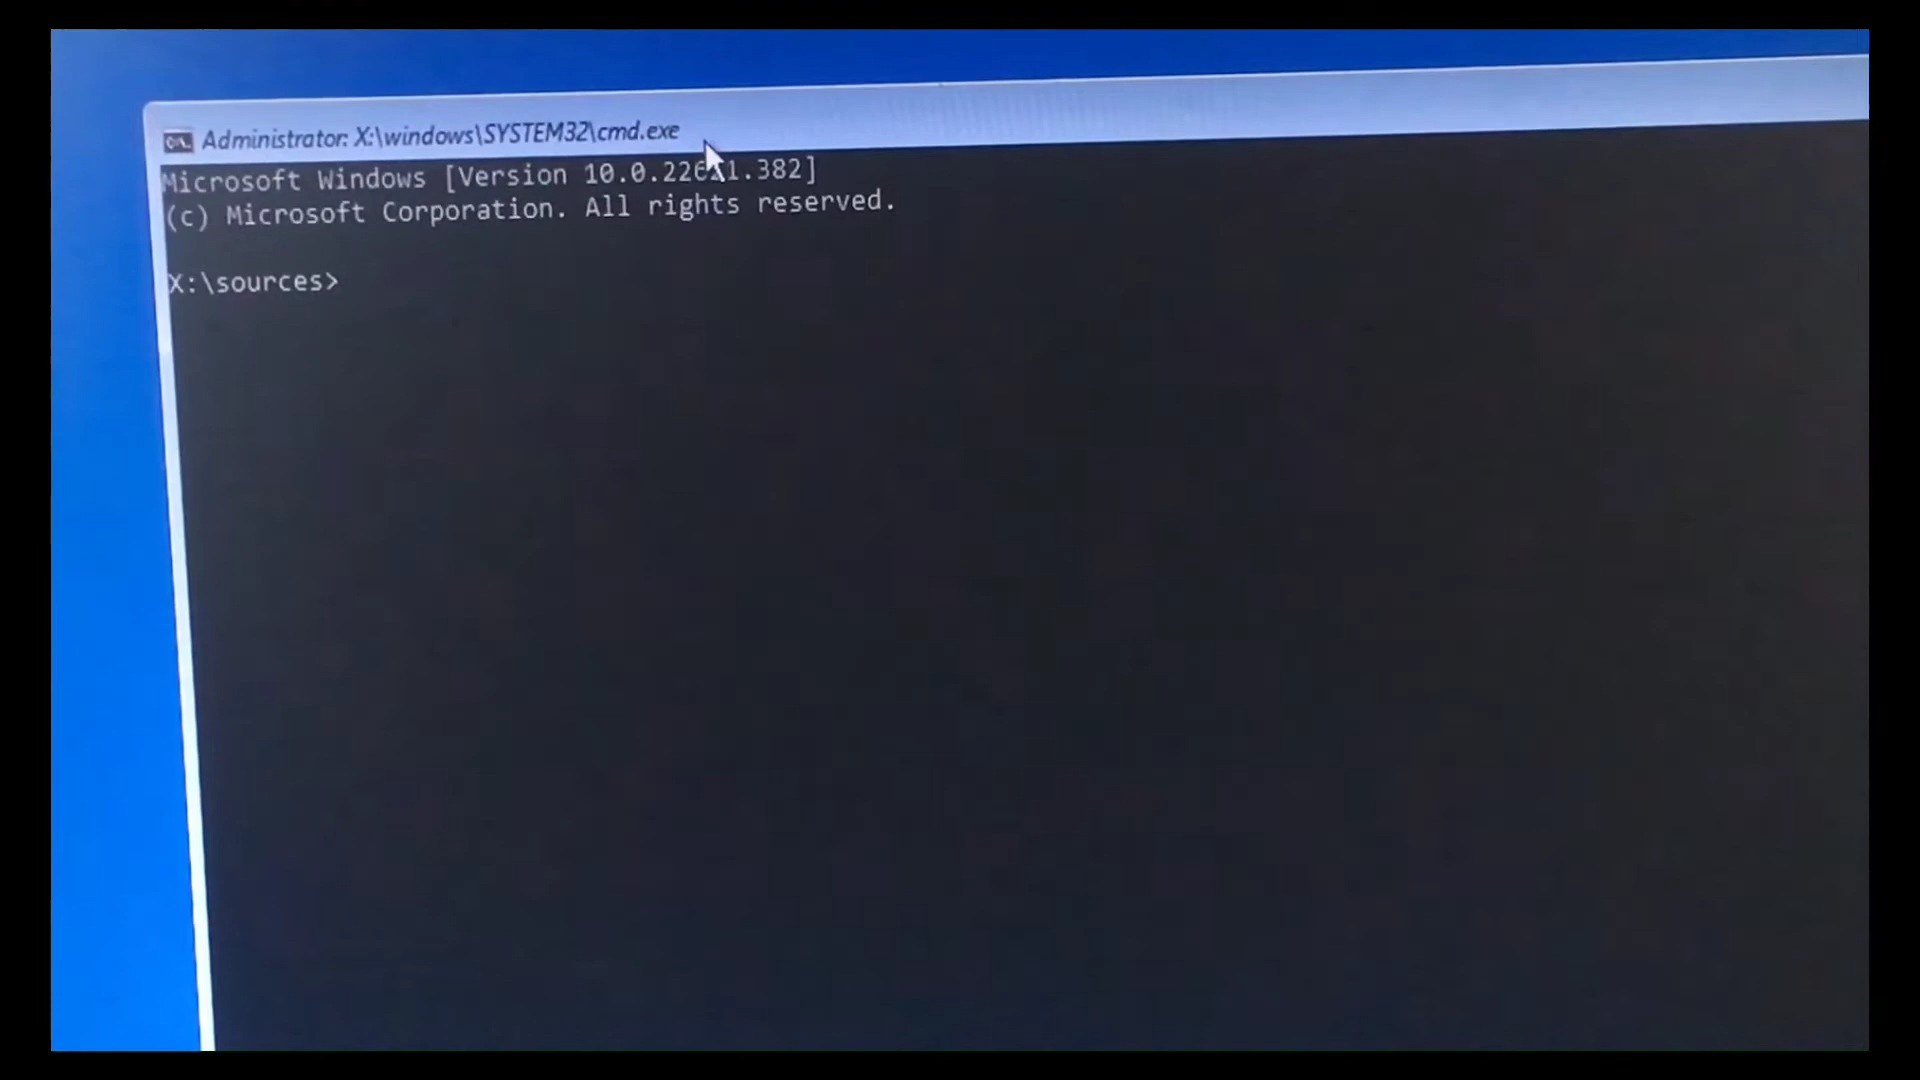 Administrator: X:\windows\SYSTEM32\cmd.exe
Microsoft Windows [Version
(c) Microsoft Corporation. All rights reserved.
X:\sources>